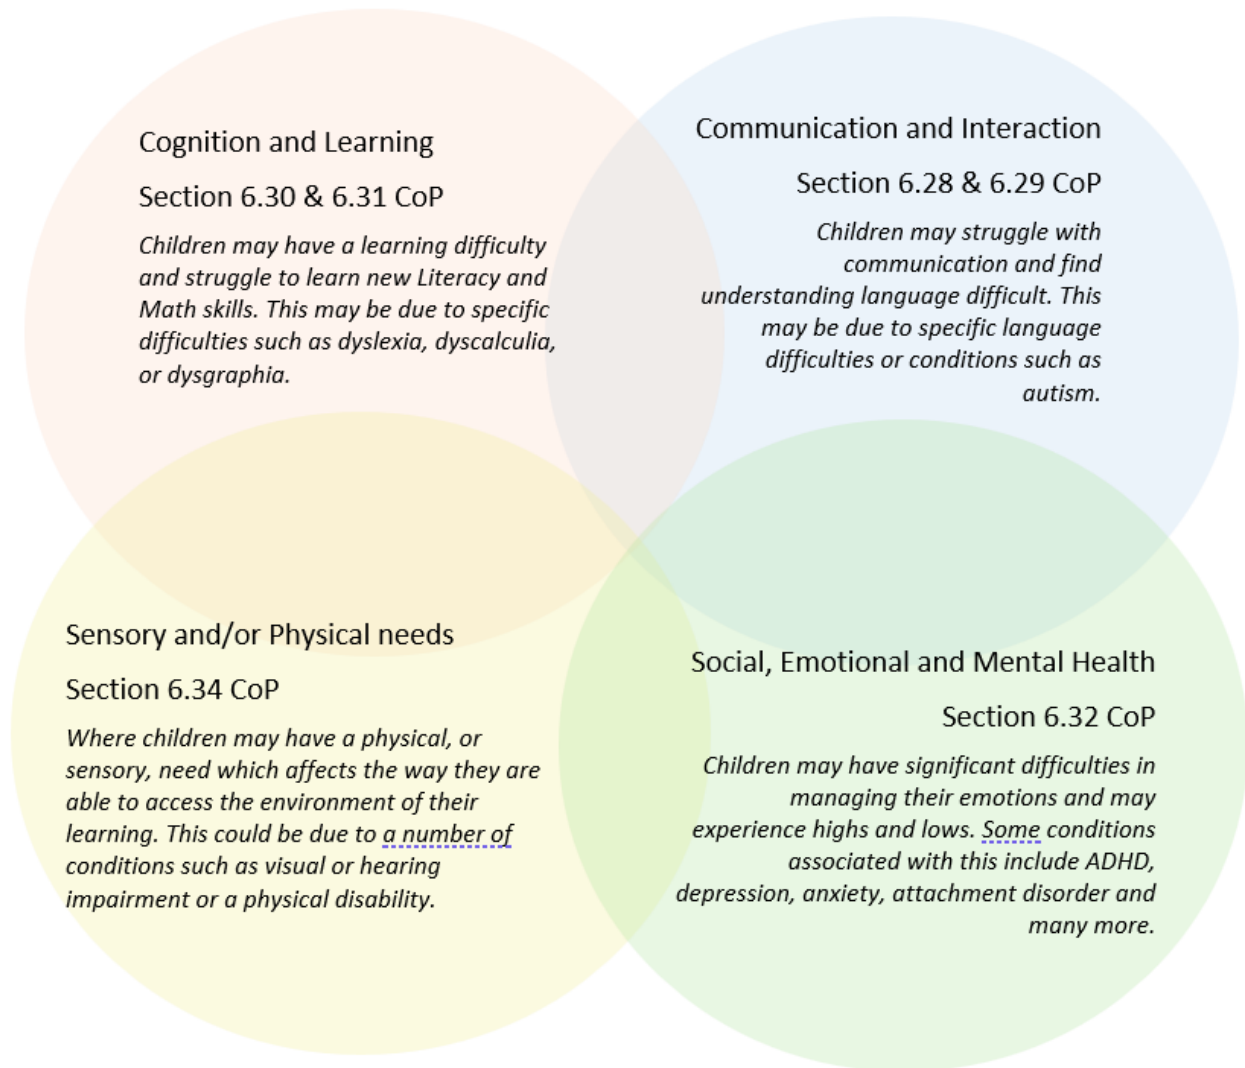 Cognition and Learning
Section 6.30 & 6.31 CoP
Children may have a learning difficulty
and struggle to learn new Literacy and
Math skills. This may be due to specific
difficulties such as dyslexia, dyscalculia,
or dysgraphia.
Communication and Interaction
Section 6.28 & 6.29 CoP
Children may struggle with
communication and find
understanding language difficult. This
may be due to specific language
difficulties or conditions such as
autism.
Sensory and/or Physical needs
Section 6.34 CoP
Where children may have a physical, or
sensory, need which affects the way they are
able to access the environment of their
learning. This could be due to a number of
conditions such as visual or hearing
impairment or a physical disability.
Social, Emotional and Mental Health
Section 6.32 CoP
Children may have significant difficulties in
managing their emotions and may
experience highs and lows. Some conditions
associated with this include ADHD,
depression, anxiety, attachment disorder and
many more.